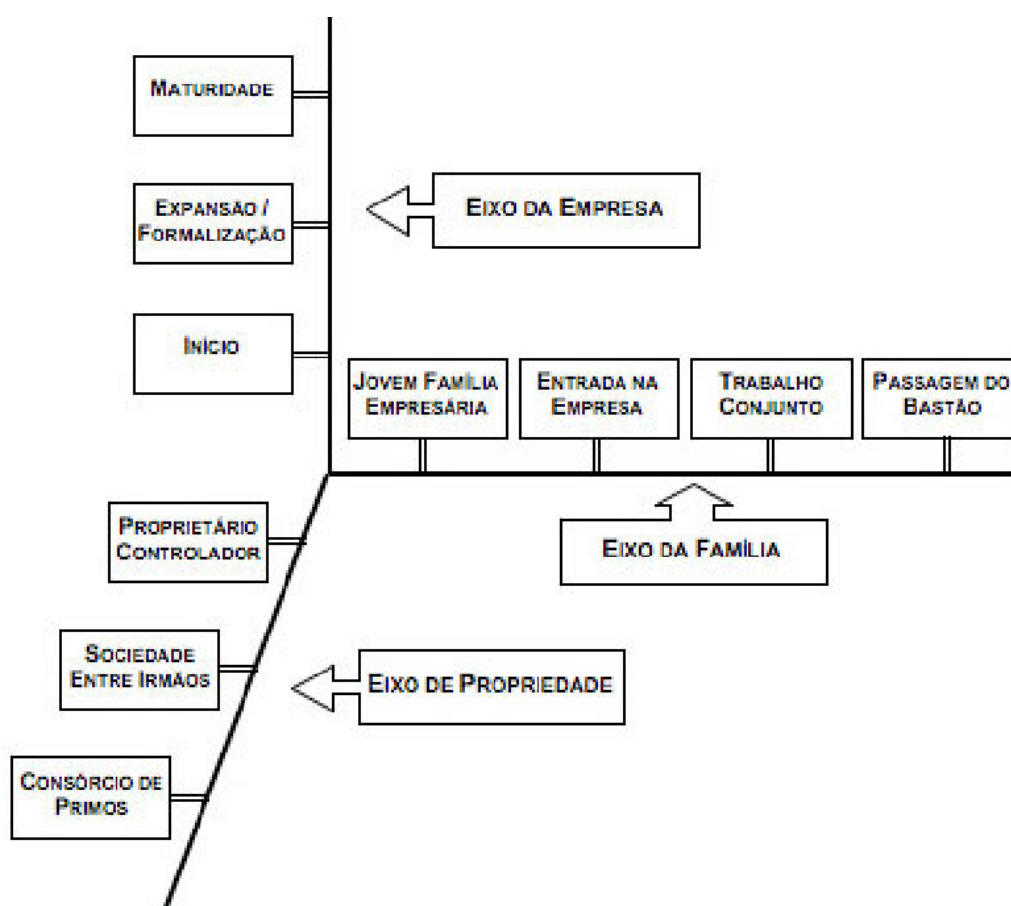 MATURIDADE
EXPANSÃO /
FORMALIZAÇÃO
EIXO DA EMPRESA
INÍCIO
JOVEM FAMÍLIA
EMPRESÁRIA
ENTRADA NA
EMPRESA
TRABALHO
CONJUNTO
PASSAGEM DO
BASTÃO
PROPRIETÁRIO
CONTROLADOR
EIXO DA FAMÍLIA
SOCIEDADE
ENTRE IRMÃOS
EIXO DE PROPRIEDADE
CONSÓRCIO DE
PRIMOS